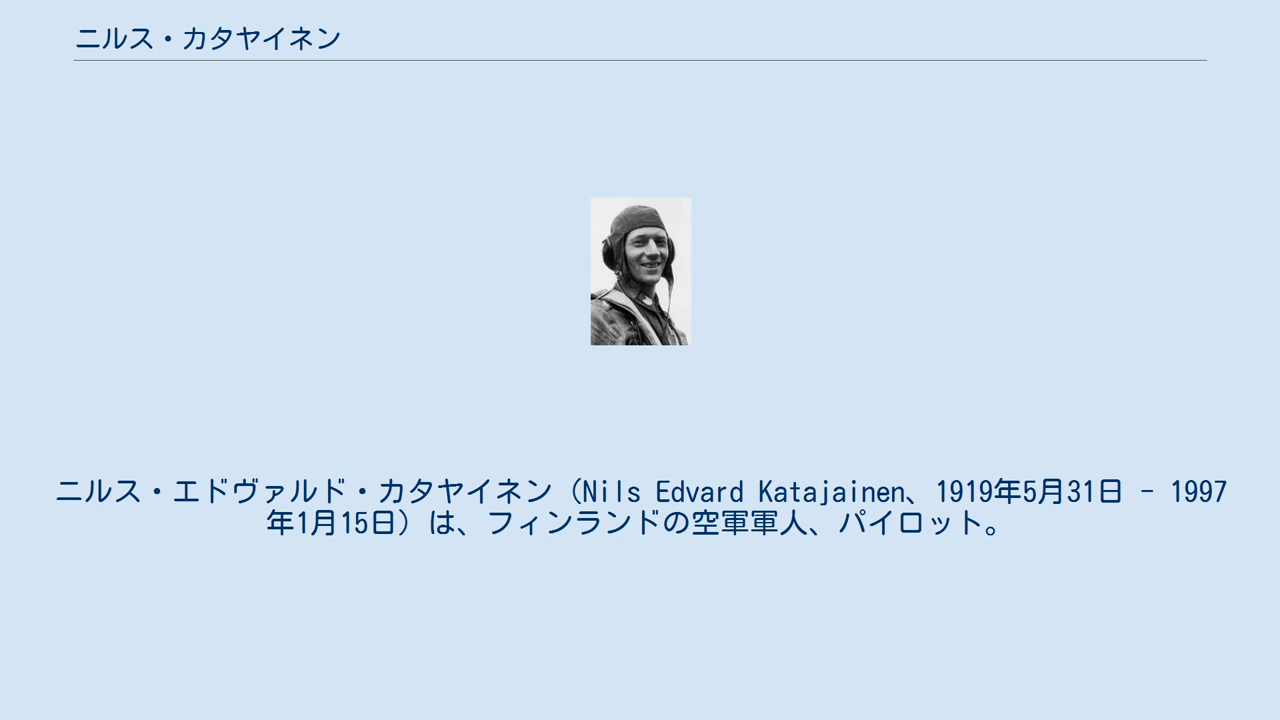 ニルス・カタヤイネン
ニルス・エドヴァルド・カタヤイネン（Nils Edvard Katajainen、1919年5月31日 - 1997
年1月15日）は、フィンランドの空軍軍人、パイロット。